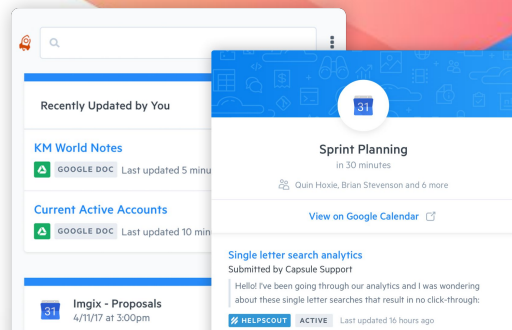 Recently Updated by You
KM World Notes
GOOGLE DOC Last updated 5 minu
Current Active Accounts
GOOGLE DOC Last updated 10 min
31
Imgix - Proposals
4/11/17 at 3:00pm
31
Sprint Planning
in 30 minutes
Quin Hoxie, Brian Stevenson and 6 more
View on Google Calendar
Single letter search analytics
Submitted by Capsule Support
Hello! I've been going through our analytics and I was wondering
about these single letter searches that result in no click-through:
HELPSCOUT ACTIVE Last updated 16 hours ago